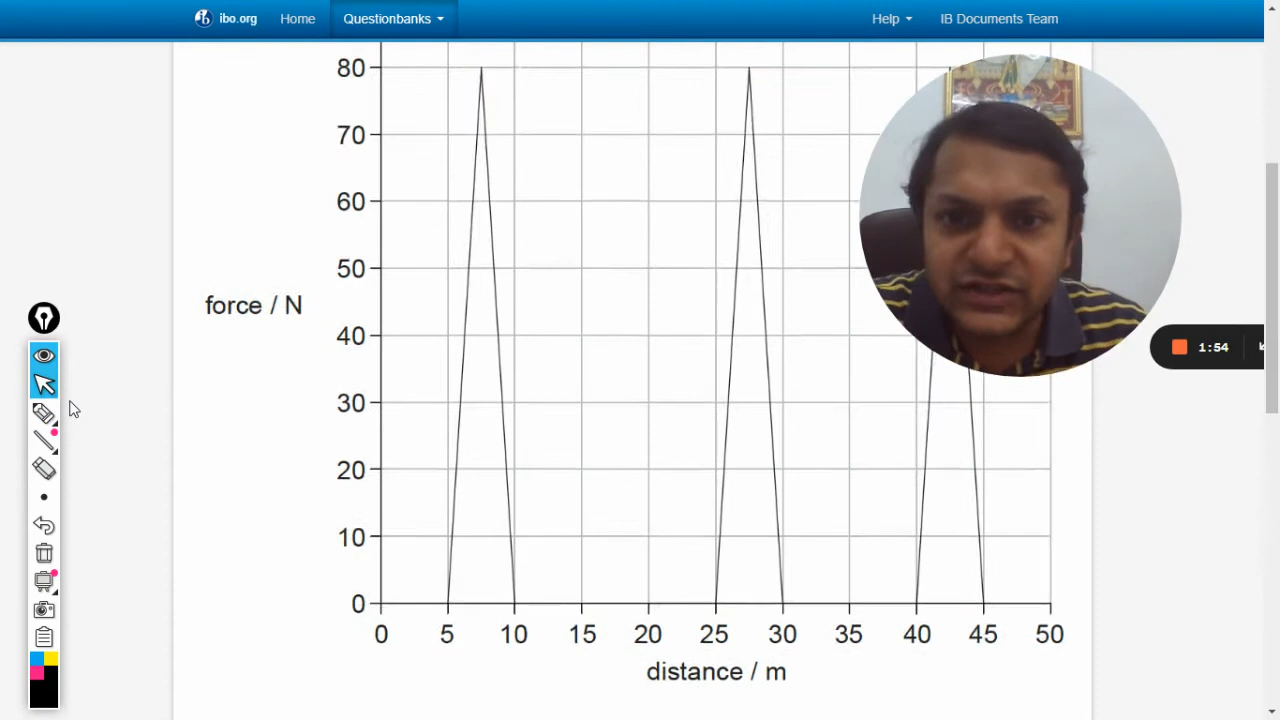 ibo.org Home Questionbanks Help IB Documents Team
80
70
60
50
force / N
40
1:54
30
20
10
0
0 5 10 15 20 25 30 35 40 45 50
distance / m